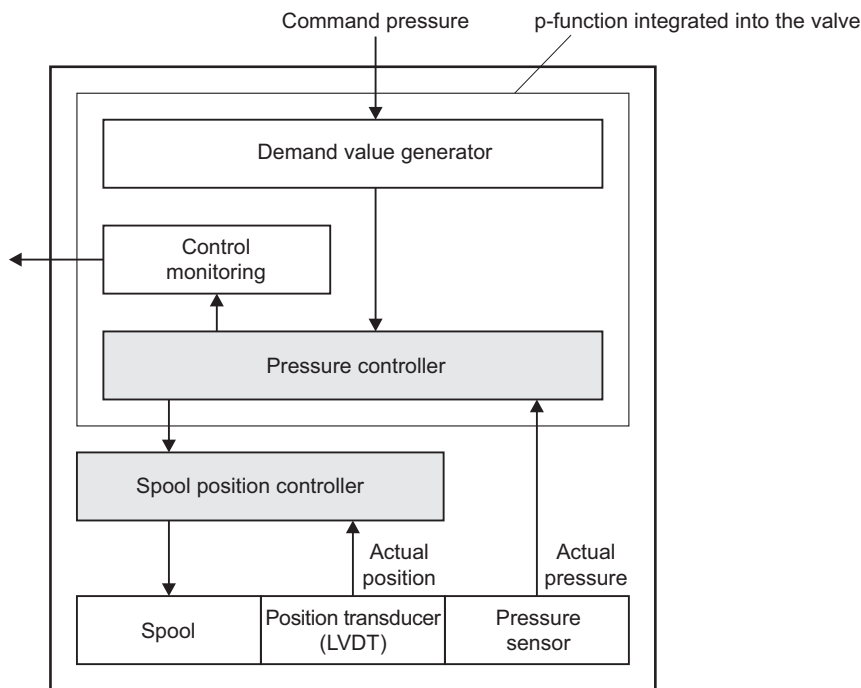 Command pressure
p-function integrated into the valve
Demand value generator
Control
monitoring
Pressure controller
Spool position controller
Actual
position
Actual
pressure
Spool
Position transducer
(LVDT)
Pressure
sensor